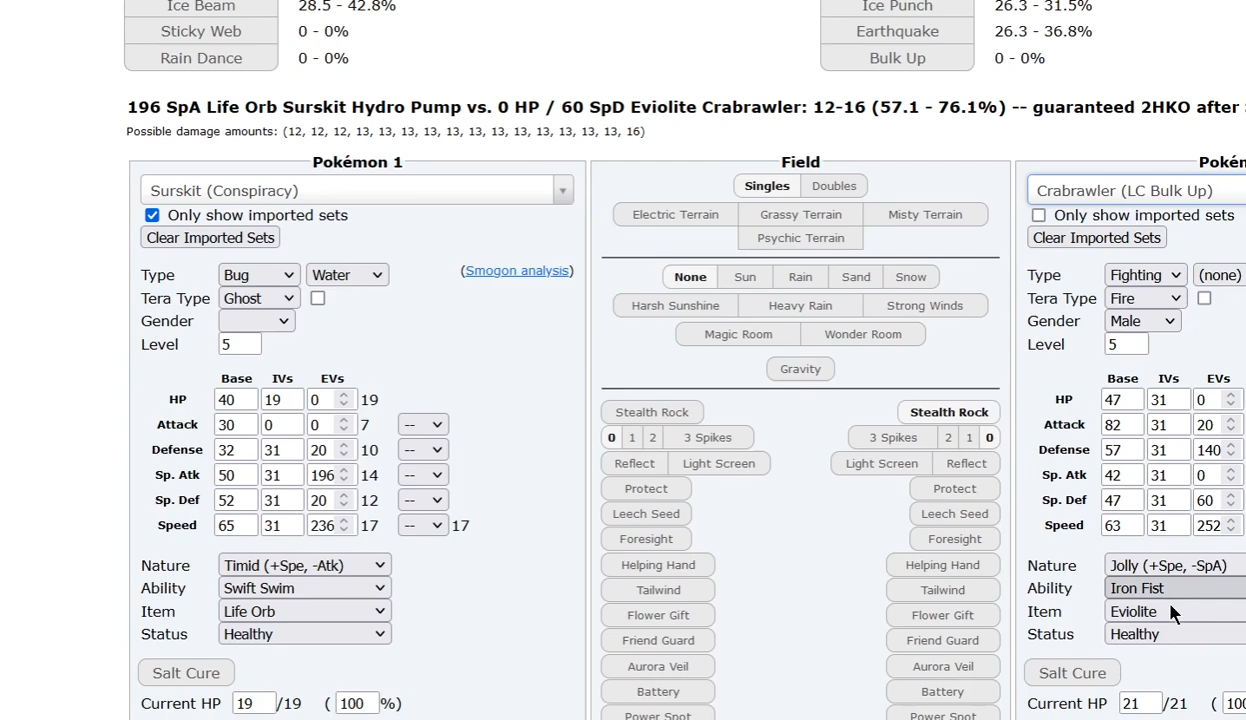 Ice Beam 28.5 - 42.8% Ice Punch 26.3 - 31.5%
Sticky Web 0 - 0% Earthquake 26.3 - 36.8%
Rain Dance 0 - 0% Bulk Up 0 - 0%
196 SpA Life Orb Surskit Hydro Pump vs. 0 HP / 60 SpD Eviolite Crabrawler: 12-16 (57.1 - 76.1%) -- guaranteed 2HKO after
Possible damage amounts: (12, 12, 12, 13, 13, 13, 13, 13, 13, 13, 13, 13, 13, 13, 13, 16)
Pokémon 1
Surskit (Conspiracy)
Only show imported sets
Clear Imported Sets
Type Bug Water (Smogon analysis)
Tera Type Ghost
Gender
Level 5
Base IVs EVs
HP 40 19 0 19
Attack 30 0 0 7 --
Defense 32 31 20 10 --
Sp. Atk 50 31 196 14 --
Sp. Def 52 31 20 12 --
Speed 65 31 236 17 -- 17
Nature Timid (+Spe, -Atk)
Ability Swift Swim
Item Life Orb
Status Healthy
Salt Cure
Current HP 19 /19 ( 100 %)
Field
Singles Doubles
Electric Terrain Grassy Terrain Misty Terrain
Psychic Terrain
None Sun Rain Sand Snow
Harsh Sunshine Heavy Rain Strong Winds
Magic Room Wonder Room
Gravity
Stealth Rock Stealth Rock
0 1 2 3 Spikes 3 Spikes 2 1 0
Reflect Light Screen Light Screen Reflect
Protect Protect
Leech Seed Leech Seed
Foresight Foresight
Helping Hand Helping Hand
Tailwind Tailwind
Flower Gift Flower Gift
Friend Guard Friend Guard
Aurora Veil Aurora Veil
Battery Battery
Power Spot Power Spot
Pokém
Crabrawler (LC Bulk Up)
Only show imported sets
Clear Imported Sets
Type Fighting (none)
Tera Type Fire
Gender Male
Level 5
Base IVs EVs
HP 47 31 0
Attack 82 31 20
Defense 57 31 140
Sp. Atk 42 31 0
Sp. Def 47 31 60
Speed 63 31 252
Nature Jolly (+Spe, -SpA)
Ability Iron Fist
Item Eviolite
Status Healthy
Salt Cure
Current HP 21 /21 ( 100